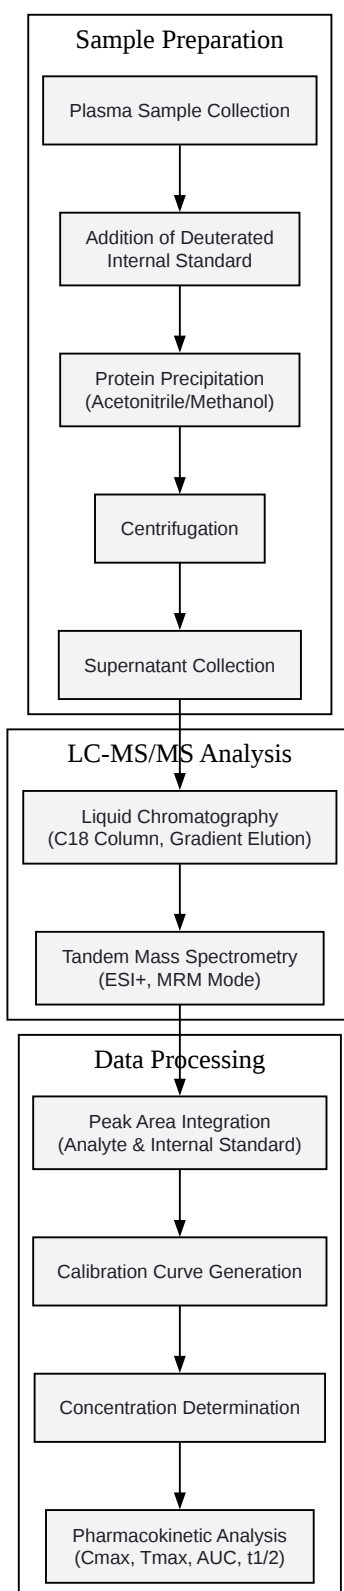 Sample Preparation
Plasma Sample Collection
Addition of Deuterated
Internal Standard
Protein Precipitation
(Acetonitrile/Methanol)
Centrifugation
Supernatant Collection
LC-MS/MS Analysis
Liquid Chromatography
(C18 Column, Gradient Elution)
Tandem Mass Spectrometry
(ESI+, MRM Mode)
Data Processing
Peak Area Integration
(Analyte & Internal Standard)
Calibration Curve Generation
Concentration Determination
Pharmacokinetic Analysis
(Cmax, Tmax, AUC, t1/2)